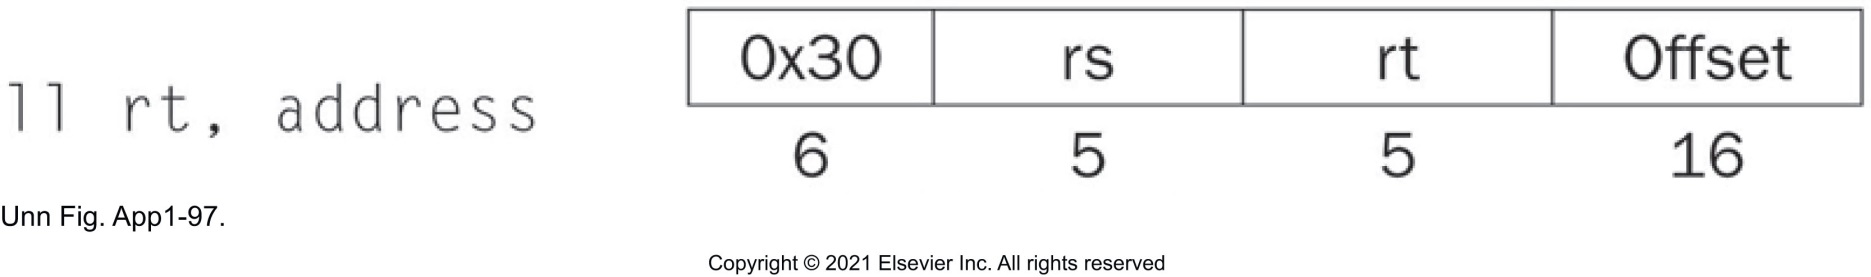 ll rt, address
0x30 rs rt Offset
6 5 5 16
Unn Fig. App1-97.
Copyright © 2021 Elsevier Inc. All rights reserved